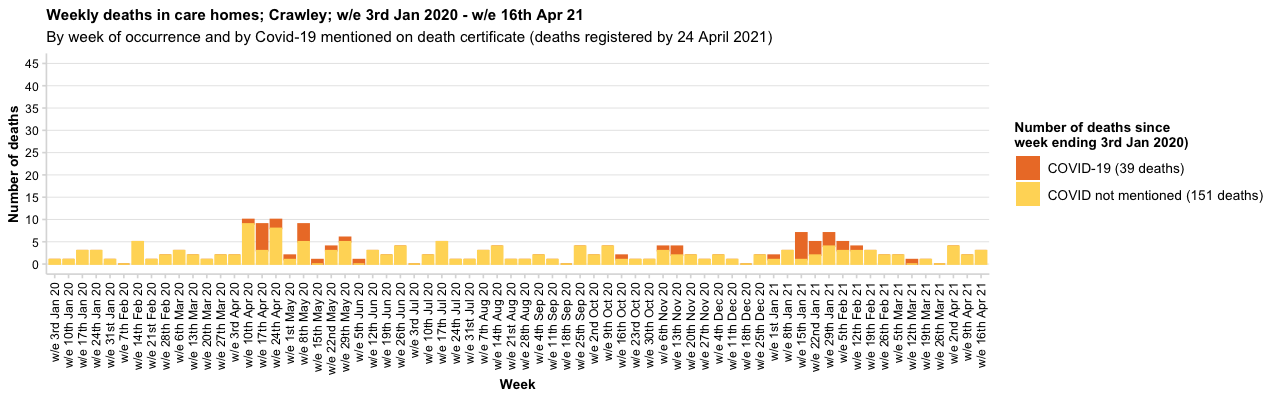 Weekly deaths in care homes; Crawley; w/e 3rd Jan 2020 - w/e 16th Apr 21
By week of occurrence and by Covid-19 mentioned on death certificate (deaths registered by 24 April 2021)
Number of deaths
45
40
35
30
25
20
15
10
5
0
w/e 3rd Jan 20
w/e 10th Jan 20
w/e 17th Jan 20
w/e 24th Jan 20
w/e 31st Jan 20
w/e 7th Feb 20
w/e 14th Feb 20
w/e 21st Feb 20
w/e 28th Feb 20
w/e 6th Mar 20
w/e 13th Mar 20
w/e 20th Mar 20
w/e 27th Mar 20
w/e 3rd Apr 20
w/e 10th Apr 20
w/e 17th Apr 20
w/e 24th Apr 20
w/e 1st May 20
w/e 8th May 20
w/e 15th May 20
w/e 22nd May 20
w/e 29th May 20
w/e 5th Jun 20
w/e 12th Jun 20
w/e 19th Jun 20
w/e 26th Jun 20
w/e 3rd Jul 20
w/e 10th Jul 20
w/e 17th Jul 20
w/e 24th Jul 20
w/e 31st Jul 20
w/e 7th Aug 20
w/e 14th Aug 20
w/e 21st Aug 20
w/e 28th Aug 20
w/e 4th Sep 20
w/e 11th Sep 20
w/e 18th Sep 20
w/e 25th Sep 20
w/e 2nd Oct 20
w/e 9th Oct 20
w/e 16th Oct 20
w/e 23rd Oct 20
w/e 30th Oct 20
w/e 6th Nov 20
w/e 13th Nov 20
w/e 20th Nov 20
w/e 27th Nov 20
w/e 4th Dec 20
w/e 11th Dec 20
w/e 18th Dec 20
w/e 25th Dec 20
w/e 1st Jan 21
w/e 8th Jan 21
w/e 15th Jan 21
w/e 22nd Jan 21
w/e 29th Jan 21
w/e 5th Feb 21
w/e 12th Feb 21
w/e 19th Feb 21
w/e 26th Feb 21
w/e 5th Mar 21
w/e 12th Mar 21
w/e 19th Mar 21
w/e 26th Mar 21
w/e 2nd Apr 21
w/e 9th Apr 21
w/e 16th Apr 21
Week
Number of deaths since
week ending 3rd Jan 2020)
COVID-19 (39 deaths)
COVID not mentioned (151 deaths)